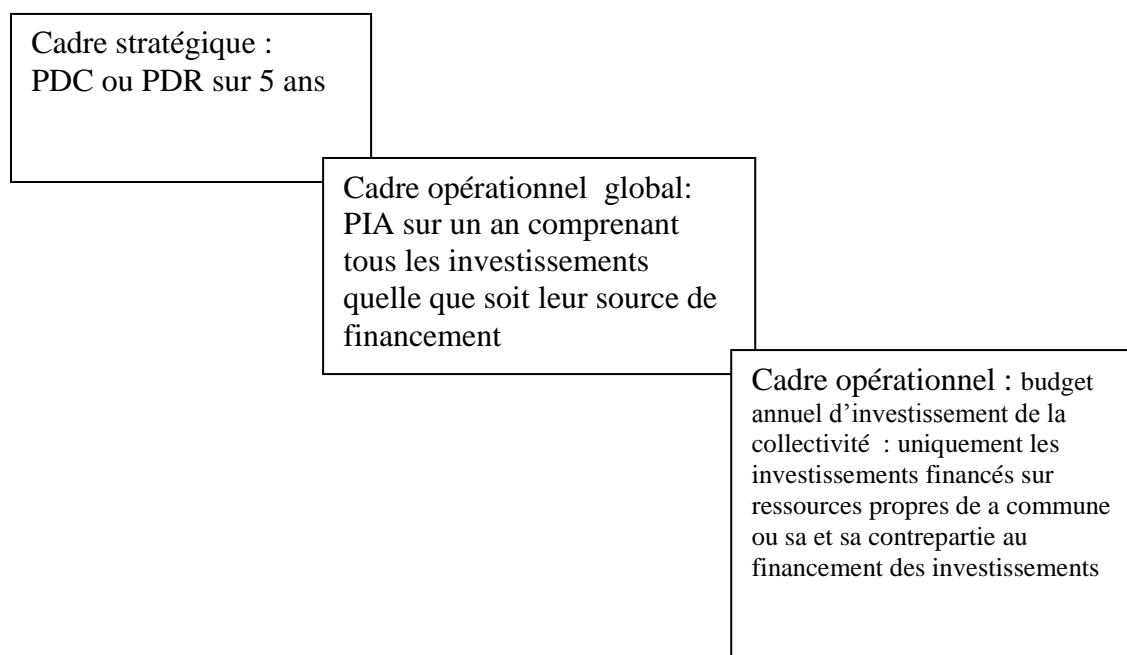 Cadre stratégique :
PDC ou PDR sur 5 ans
Cadre opérationnel global:
PIA sur un an comprenant
tous les investissements
quelle que soit leur source de
financement
Cadre opérationnel : budget
annuel d’investissement de la
collectivité : uniquement les
investissements financés sur
ressources propres de a commune
ou sa et sa contrepartie au
financement des investissements